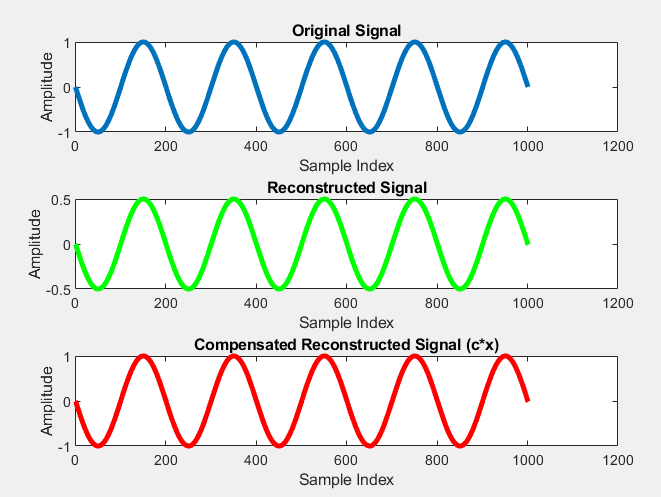 Original Signal
1
0
-1
Amplitude
0 200 400 600 800 1000 1200
Sample Index
Reconstructed Signal
0.5
0
-0.5
Amplitude
0 200 400 600 800 1000 1200
Sample Index
Compensated Reconstructed Signal (c*x)
1
0
-1
Amplitude
0 200 400 600 800 1000 1200
Sample Index